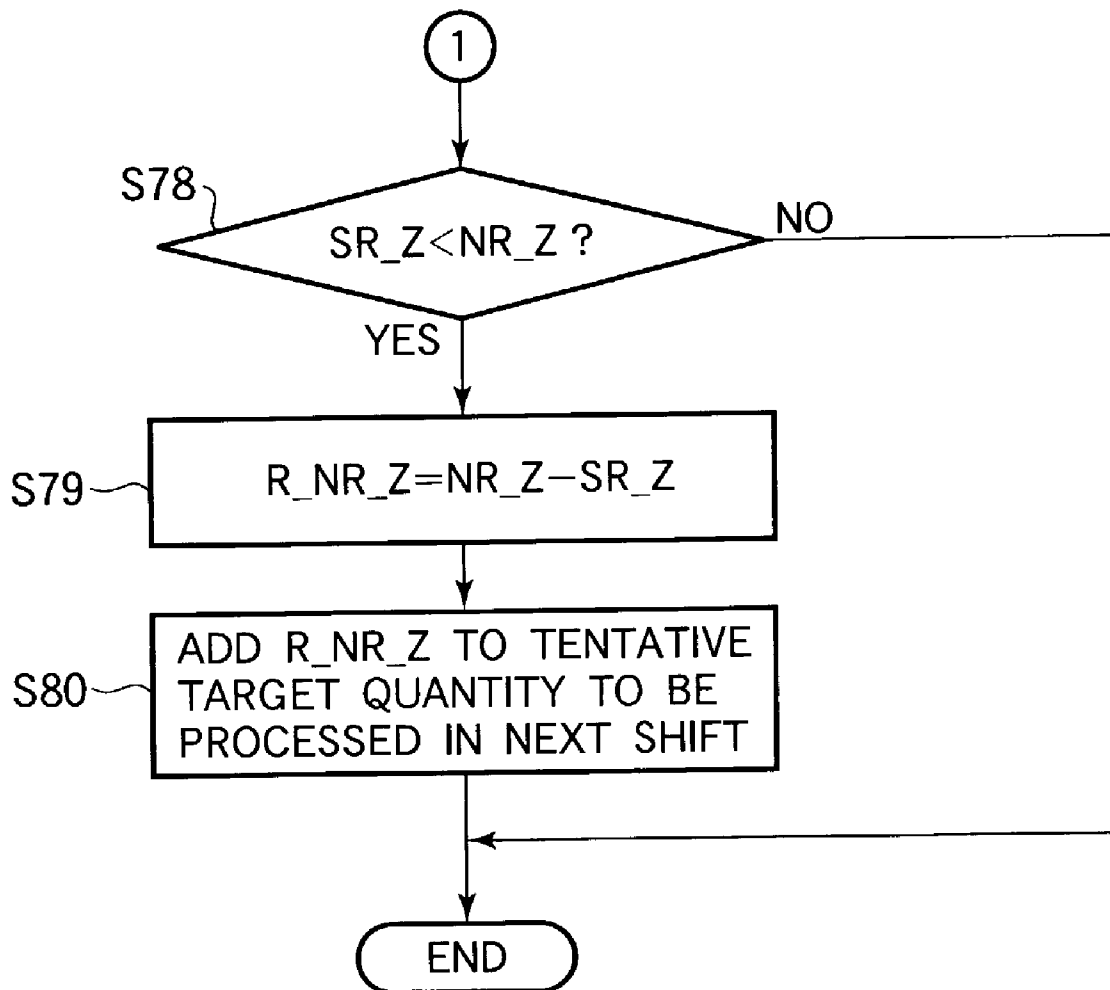 1
S78
SR_Z<NR_Z?
NO
YES
S79
R_NR_Z=NR_Z−SR_Z
S80
ADD R_NR_Z TO TENTATIVE
TARGET QUANTITY TO BE
PROCESSED IN NEXT SHIFT
END